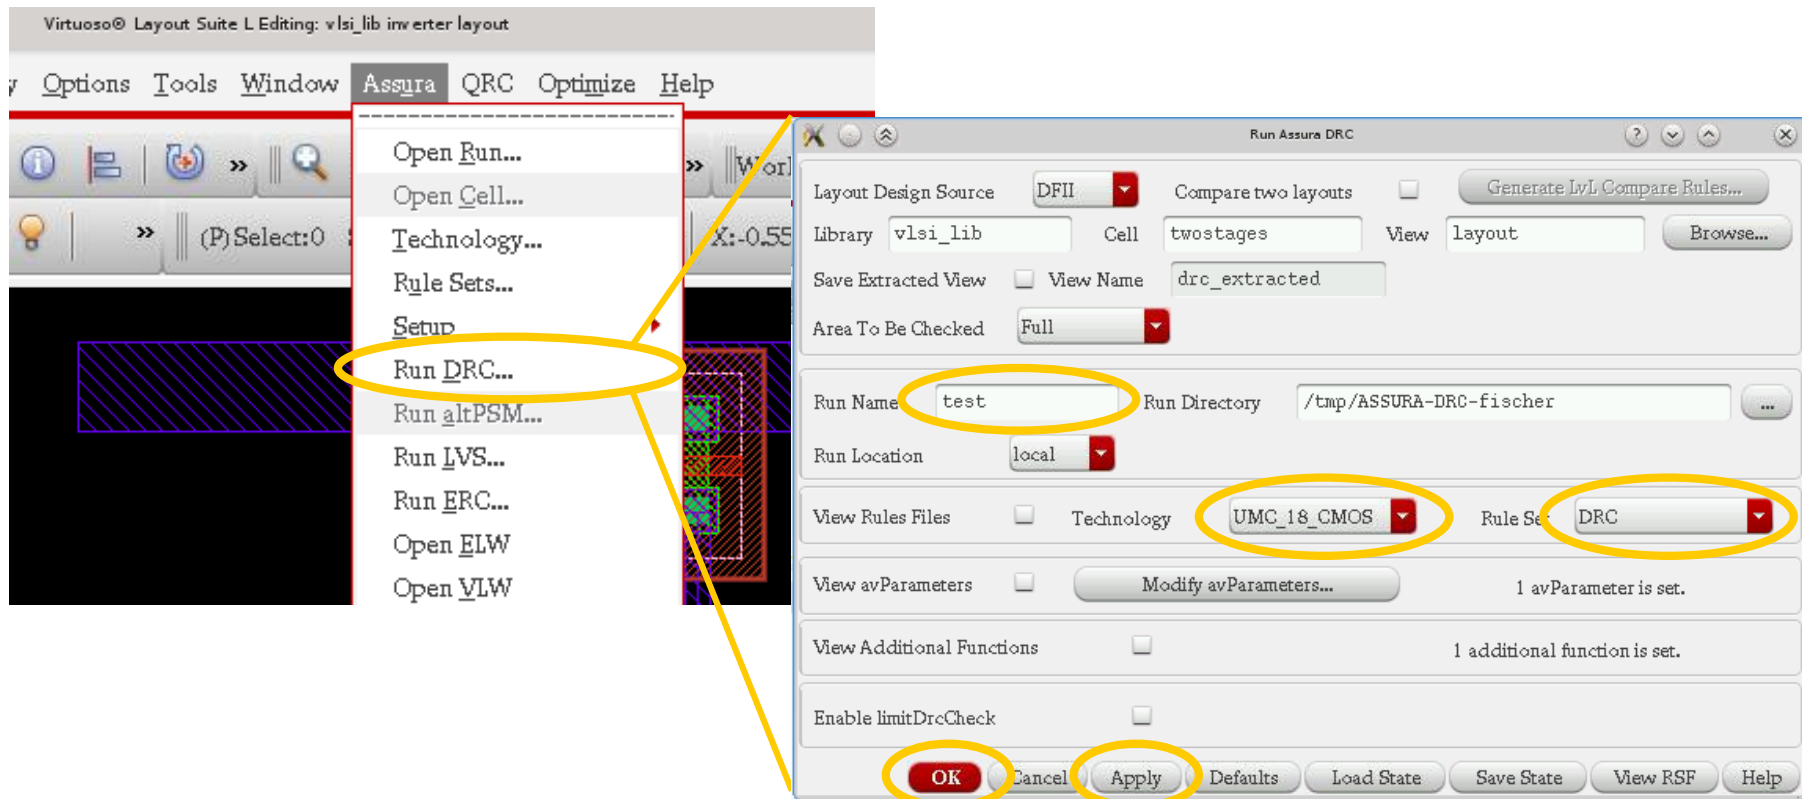 Virtuoso® Layout Suite L Editing: vlsi_lib inverter layout
Options Tools Window Assura QRC Optimize Help
Open Run...
Open Cell...
Technology...
Rule Sets...
Setup
Run DRC...
Run altPSM...
Run LVS...
Run ERC...
Open ELW
Open VLW
» » »
» (P)Select:0 X:-0.55
Run Assura DRC
Layout Design Source DFII Compare two layouts Generate LvL Compare Rules...
Library vlsi_lib Cell twostages View layout Browse...
Save Extracted View View Name drc_extracted
Area To Be Checked Full
Run Name test Run Directory /tmp/ASSURA-DRC-fischer ...
Run Location local
View Rules Files Technology UMC_18_CMOS Rule Set DRC
View avParameters Modify avParameters... 1 avParameter is set.
View Additional Functions 1 additional function is set.
Enable limitDrcCheck
OK Cancel Apply Defaults Load State Save State View RSF Help